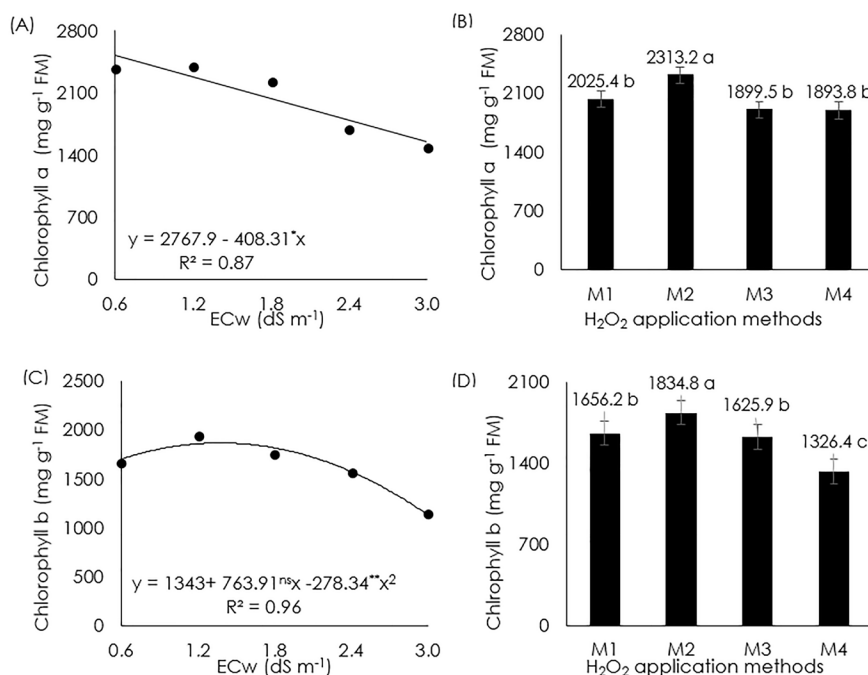 (A)
2800
2100
1400
700
0
Chlorophyll a (mg g⁻¹ FM)
y = 2767.9 - 408.31*x
R² = 0.87
0.6 1.2 1.8 2.4 3.0
ECw (dS m⁻¹)
(B)
2800
2100
1400
700
0
Chlorophyll a (mg g⁻¹ FM)
2025.4 b 2313.2 a 1899.5 b 1893.8 b
M1 M2 M3 M4
H₂O₂ application methods
(C)
2500
2000
1500
1000
500
0
Chlorophyll b (mg g⁻¹ FM)
y = 1343+ 763.91ⁿˢx -278.34**x²
R² = 0.96
0.6 1.2 1.8 2.4 3.0
ECw (dS m⁻¹)
(D)
2100
1400
700
0
Chlrophyll b (mg g⁻¹ FM)
1656.2 b 1834.8 a 1625.9 b 1326.4 c
M1 M2 M3 M4
H₂O₂ application methods